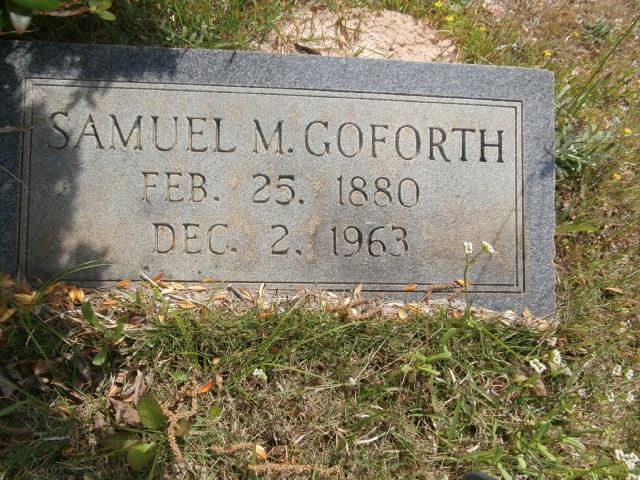 SAMUEL M. GOFORTH
FEB. 25. 1880
DEC. 2. 1963